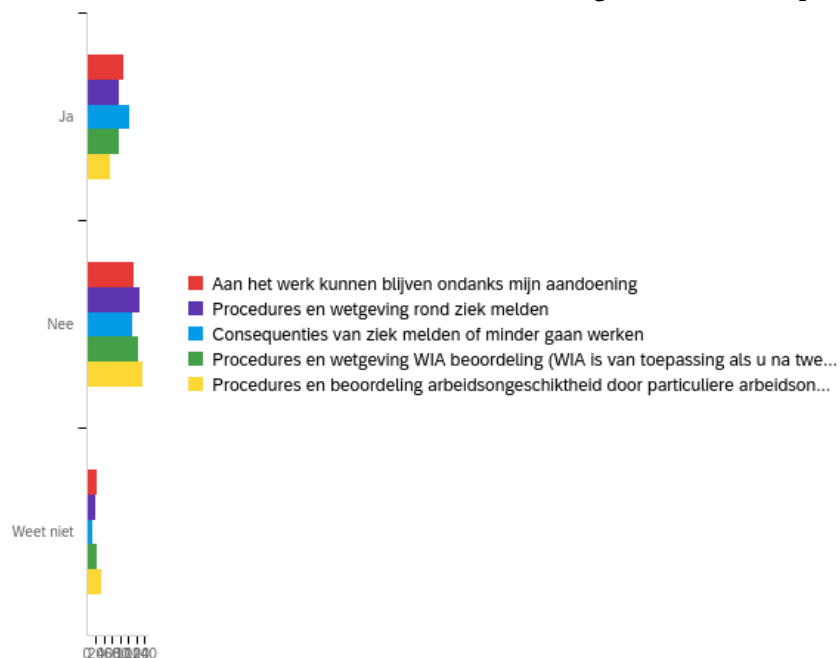 Ja
Nee
Aan het werk kunnen blijven ondanks mijn aandoening
Procedures en wetgeving rond ziek melden
Consequenties van ziek melden of minder gaan werken
Procedures en wetgeving WIA beoordeling (WIA is van toepassing als u na twe...
Procedures en beoordeling arbeidsongeschiktheid door particuliere arbeidson...
Weet niet